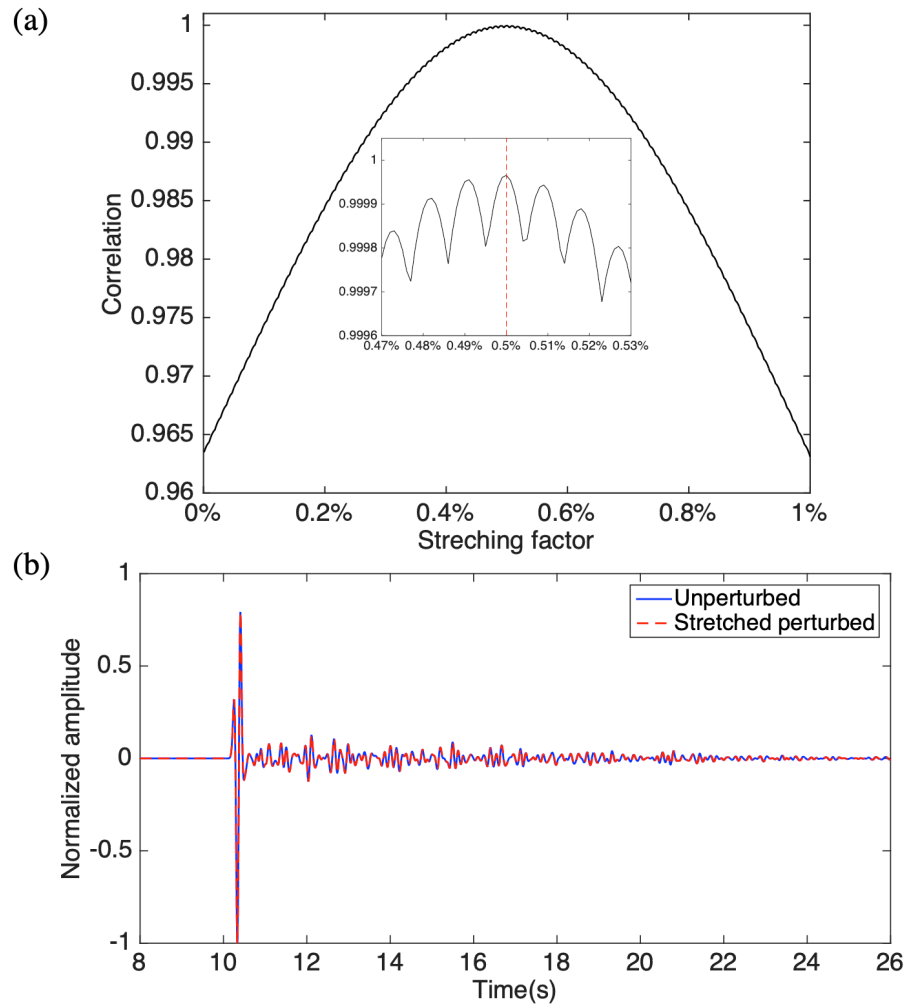 (a)
1
0.995
0.99
0.985
0.98
0.975
0.97
0.965
0.96
Correlation
1
0.9999
0.9998
0.9997
0.9996
0.47% 0.48% 0.49% 0.5% 0.51% 0.52% 0.53%
0% 0.2% 0.4% 0.6% 0.8% 1%
Streching factor
(b)
1
0.5
0
-0.5
-1
Normalized amplitude
Unperturbed
Stretched perturbed
8 10 12 14 16 18 20 22 24 26
Time(s)